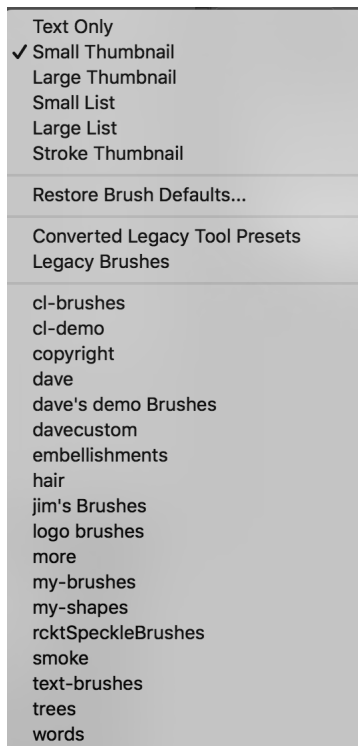 Text Only
✓ Small Thumbnail
Large Thumbnail
Small List
Large List
Stroke Thumbnail
Restore Brush Defaults...
Converted Legacy Tool Presets
Legacy Brushes
cl-brushes
cl-demo
copyright
dave
dave's demo Brushes
davecustom
embellishments
hair
jim's Brushes
logo brushes
more
my-brushes
my-shapes
rcktSpeckleBrushes
smoke
text-brushes
trees
words